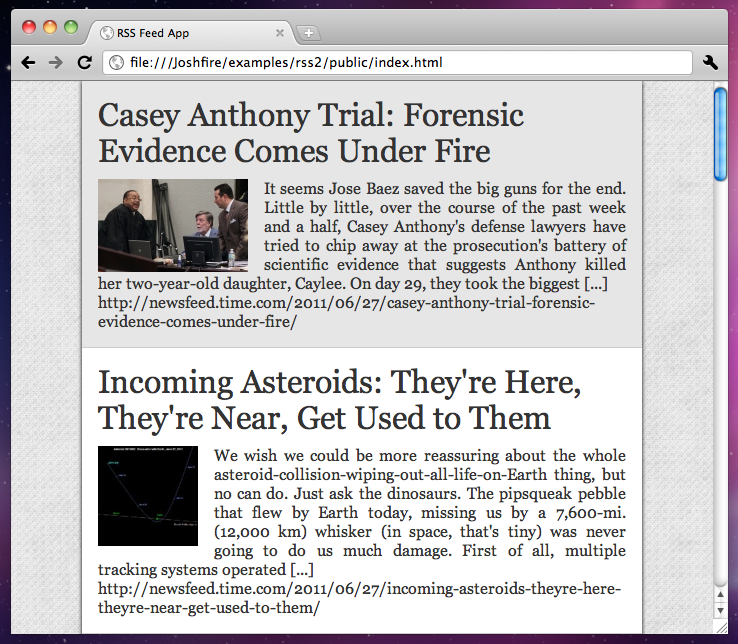 RSS Feed App
file:///Joshfire/examples/rss2/public/index.html
Casey Anthony Trial: Forensic
Evidence Comes Under Fire
It seems Jose Baez saved the big guns for the end.
Little by little, over the course of the past week
and a half, Casey Anthony's defense lawyers have
tried to chip away at the prosecution's battery of
scientific evidence that suggests Anthony killed
her two-year-old daughter, Caylee. On day 29, they took the biggest [...]
http://newsfeed.time.com/2011/06/27/casey-anthony-trial-forensic-
evidence-comes-under-fire/
Incoming Asteroids: They're Here,
They're Near, Get Used to Them
We wish we could be more reassuring about the whole
asteroid-collision-wiping-out-all-life-on-Earth thing, but
no can do. Just ask the dinosaurs. The pipsqueak pebble
that flew by Earth today, missing us by a 7,600-mi.
(12,000 km) whisker (in space, that's tiny) was never
going to do us much damage. First of all, multiple
tracking systems operated [...]
http://newsfeed.time.com/2011/06/27/incoming-asteroids-theyre-here-
theyre-near-get-used-to-them/